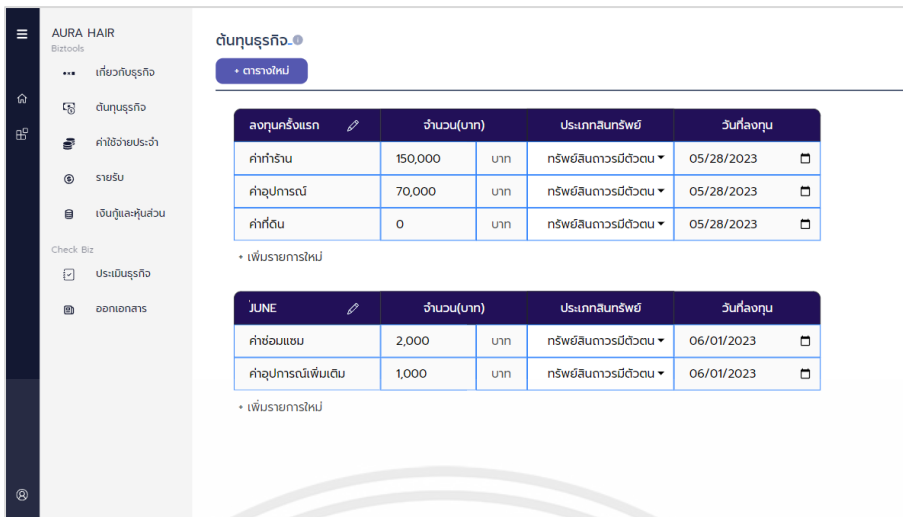 AURA HAIR
Biztools
เกี่ยวกับธุรกิจ
ต้นทุนธุรกิจ
ค่าใช้จ่ายประจำ
รายรับ
เงินกู้และหุ้นส่วน
Check Biz
ประเมินธุรกิจ
ออกเอกสาร
ต้นทุนธุรกิจ
+ ตารางใหม่
ลงทุนครั้งแรก จำนวน(บาท) ประเภทสินทรัพย์ วันที่ลงทุน
ค่าทำร้าน 150,000 บาท ทรัพย์สินถาวรมีตัวตน 05/28/2023
ค่าอุปกรณ์ 70,000 บาท ทรัพย์สินถาวรมีตัวตน 05/28/2023
ค่าที่ดิน 0 บาท ทรัพย์สินถาวรมีตัวตน 05/28/2023
+ เพิ่มรายการใหม่
JUNE จำนวน(บาท) ประเภทสินทรัพย์ วันที่ลงทุน
ค่าซ่อมแซม 2,000 บาท ทรัพย์สินถาวรมีตัวตน 06/01/2023
ค่าอุปกรณ์เพิ่มเติม 1,000 บาท ทรัพย์สินถาวรมีตัวตน 06/01/2023
+ เพิ่มรายการใหม่